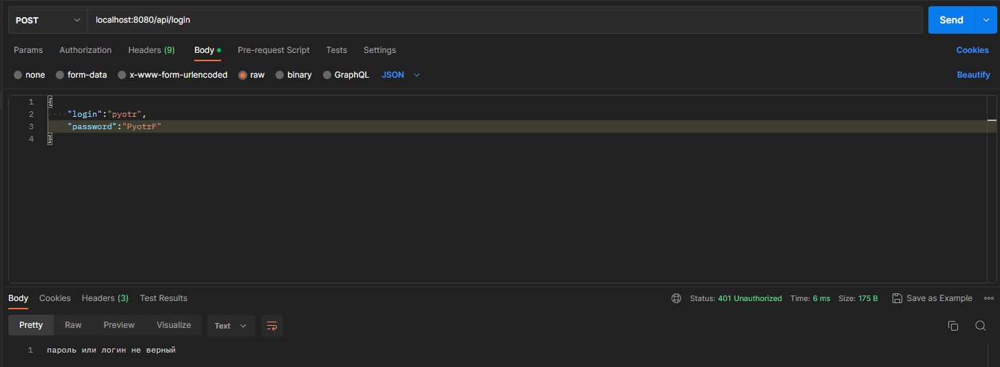 POST localhost:8080/api/login Send
Params Authorization Headers (9) Body Pre-request Script Tests Settings Cookies
none form-data x-www-form-urlencoded raw binary GraphQL JSON Beautify
1 {
2 "login":"pyotr",
3 "password":"PyotrF"
4 }
Body Cookies Headers (3) Test Results Status: 401 Unauthorized Time: 6 ms Size: 175 B Save as Example
Pretty Raw Preview Visualize Text
1 пароль или логин не верный